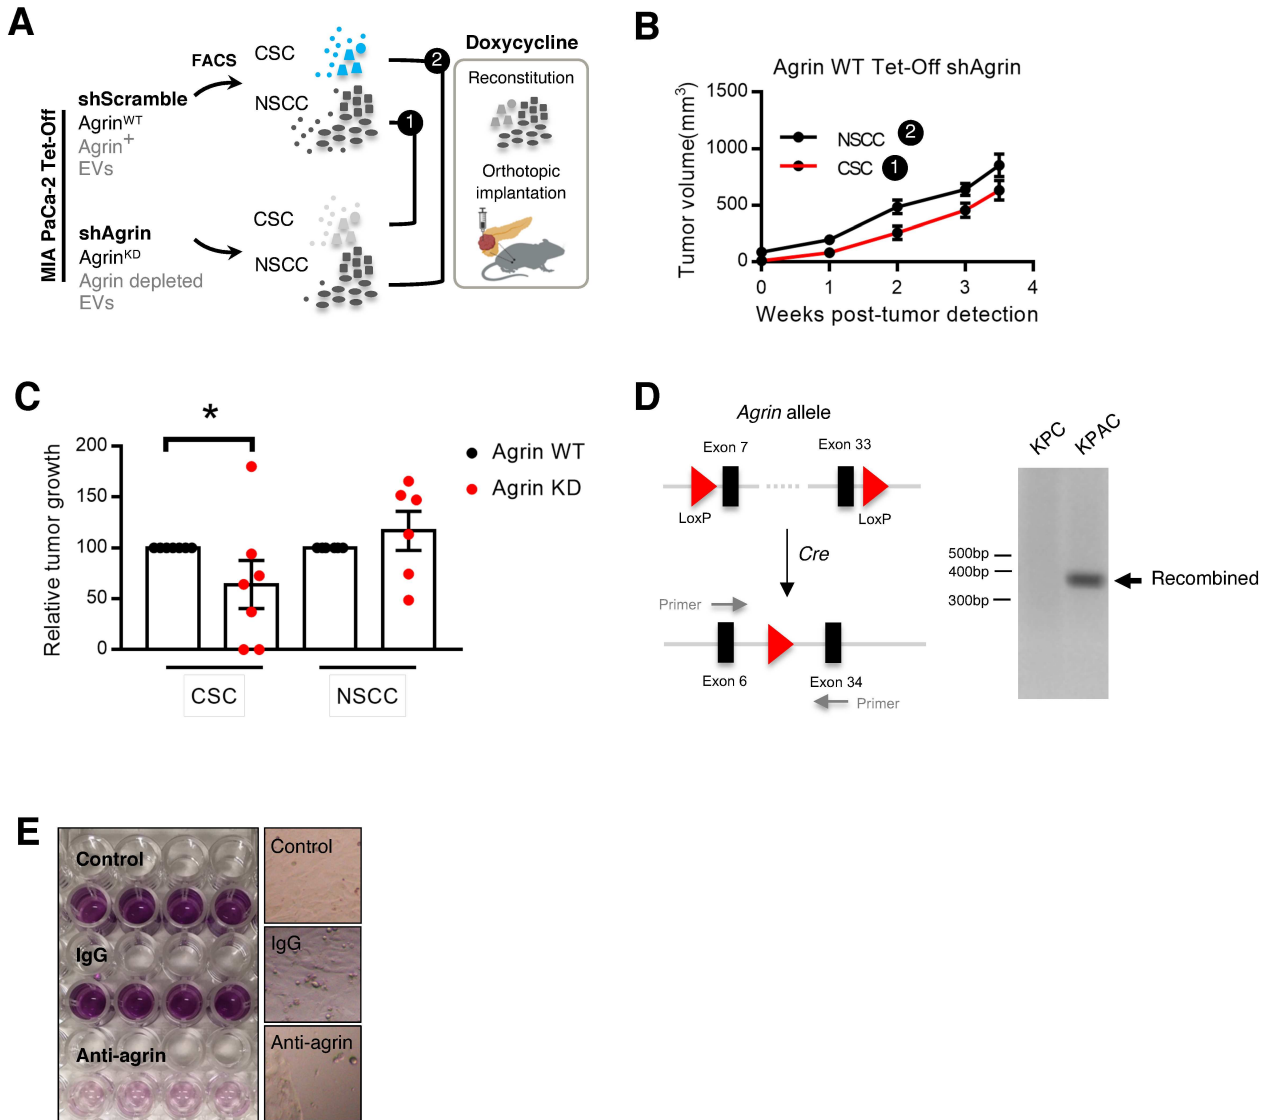 A
MIA PaCa-2 Tet-Off
shScramble
AgrinWT
Agrin+
EVs
shAgrin
AgrinKD
Agrin depleted
EVs
FACS
CSC
NSCC
CSC
NSCC
2
1
Doxycycline
Reconstitution
Orthotopic
implantation
B
Agrin WT Tet-Off shAgrin
Tumor volume(mm3)
1500
1000
500
0
NSCC 2
CSC 1
0 1 2 3 4
Weeks post-tumor detection
C
Relative tumor growth
200
150
100
50
0
*
Agrin WT
Agrin KD
CSC
NSCC
D
Agrin allele
Exon 7
Exon 33
LoxP
LoxP
Cre
Primer
Exon 6
Exon 34
Primer
KPC
KPAC
500bp
400bp
300bp
Recombined
E
Control
IgG
Anti-agrin
Control
IgG
Anti-agrin